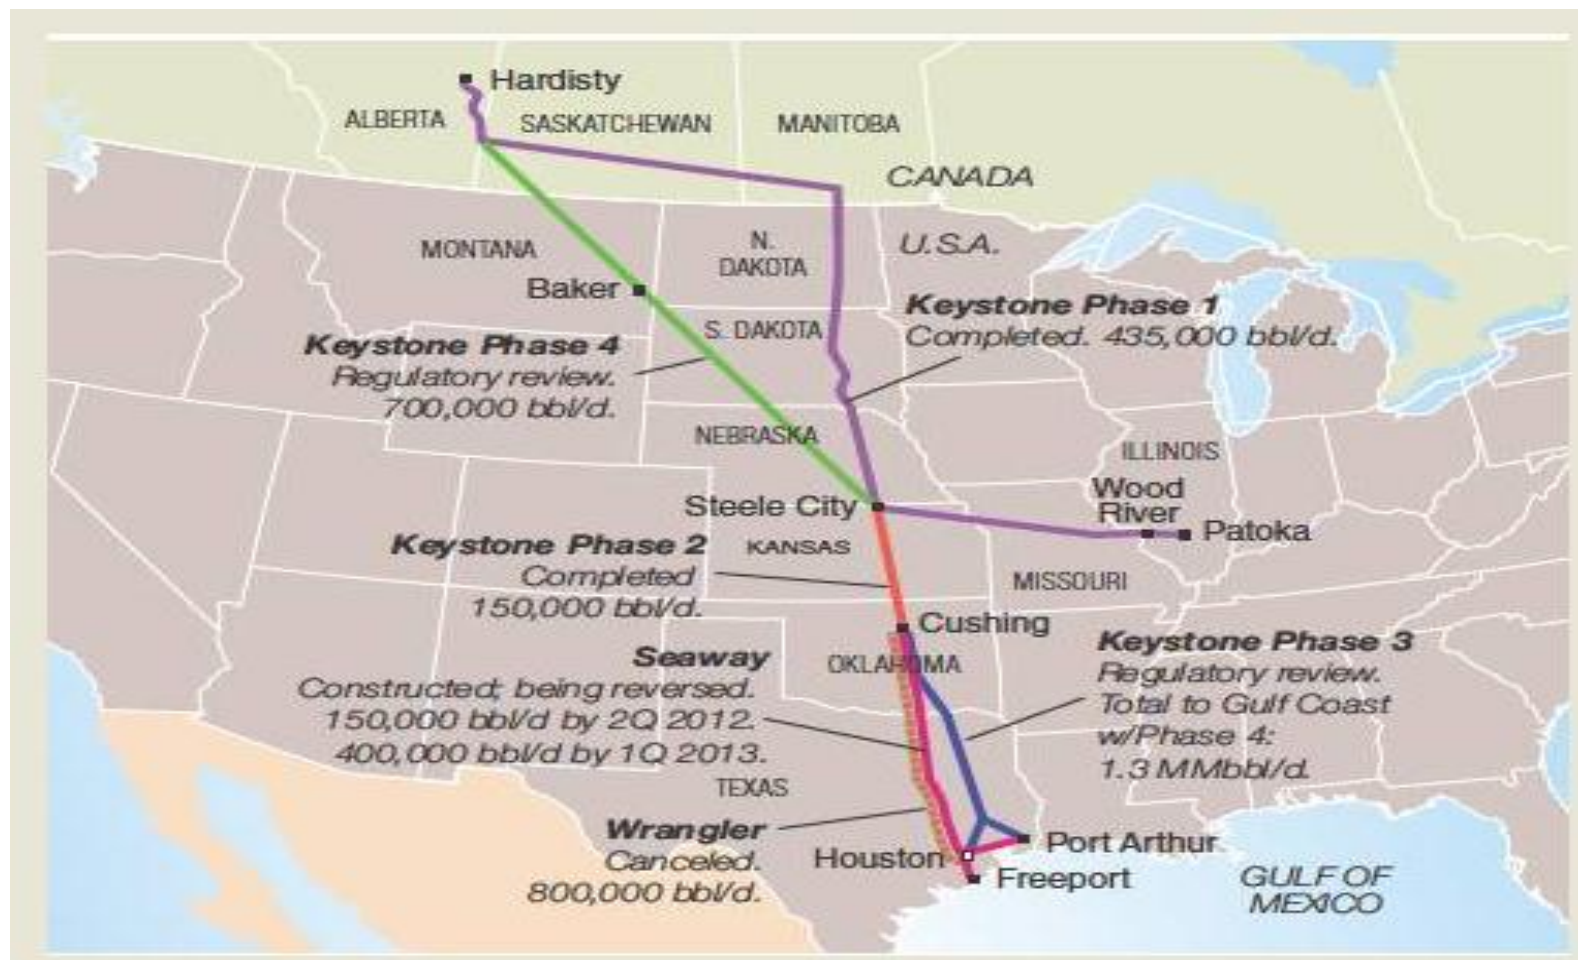 Hardisty
ALBERTA
SASKATCHEWAN
MANITOBA
CANADA
MONTANA
N.
DAKOTA
U.S.A.
Baker
Keystone Phase 1
Completed. 435,000 bbl/d.
S. DAKOTA
Keystone Phase 4
Regulatory review.
700,000 bbl/d.
NEBRASKA
ILLINOIS
Wood
River
Patoka
Steele City
Keystone Phase 2
Completed
150,000 bbl/d.
KANSAS
MISSOURI
Cushing
OKLAHOMA
Seaway
Constructed; being reversed.
150,000 bbl/d by 2Q 2012.
400,000 bbl/d by 1Q 2013.
Keystone Phase 3
Regulatory review.
Total to Gulf Coast
w/Phase 4:
1.3 MMbbl/d.
TEXAS
Wrangler
Canceled.
800,000 bbl/d.
Houston
Port Arthur
Freeport
GULF OF
MEXICO